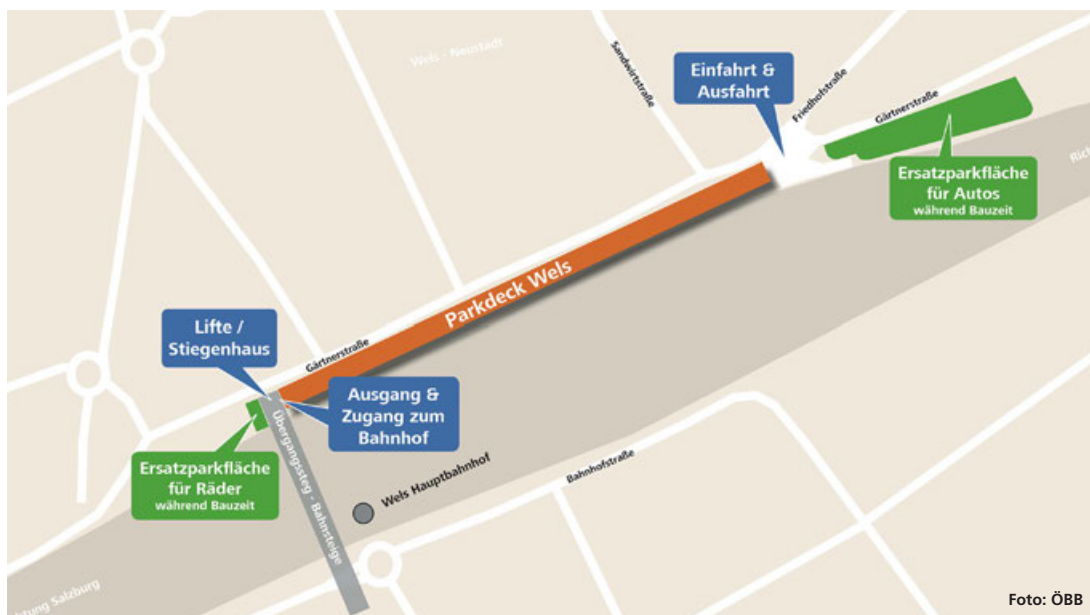 Wels - Neustadt
Sandwirtstraße
Einfahrt &
Ausfahrt
Friedhofstraße
Gärtnerstraße
Ersatzparkfläche
für Autos
während Bauzeit
Parkdeck Wels
Lifte /
Stiegenhaus
Gärtnerstraße
Ausgang &
Zugang zum
Bahnhof
Ersatzparkfläche
für Räder
während Bauzeit
Übergangssteg - Bahnsteige
Wels Hauptbahnhof
Bahnhofstraße
Salzburg
Foto: ÖBB